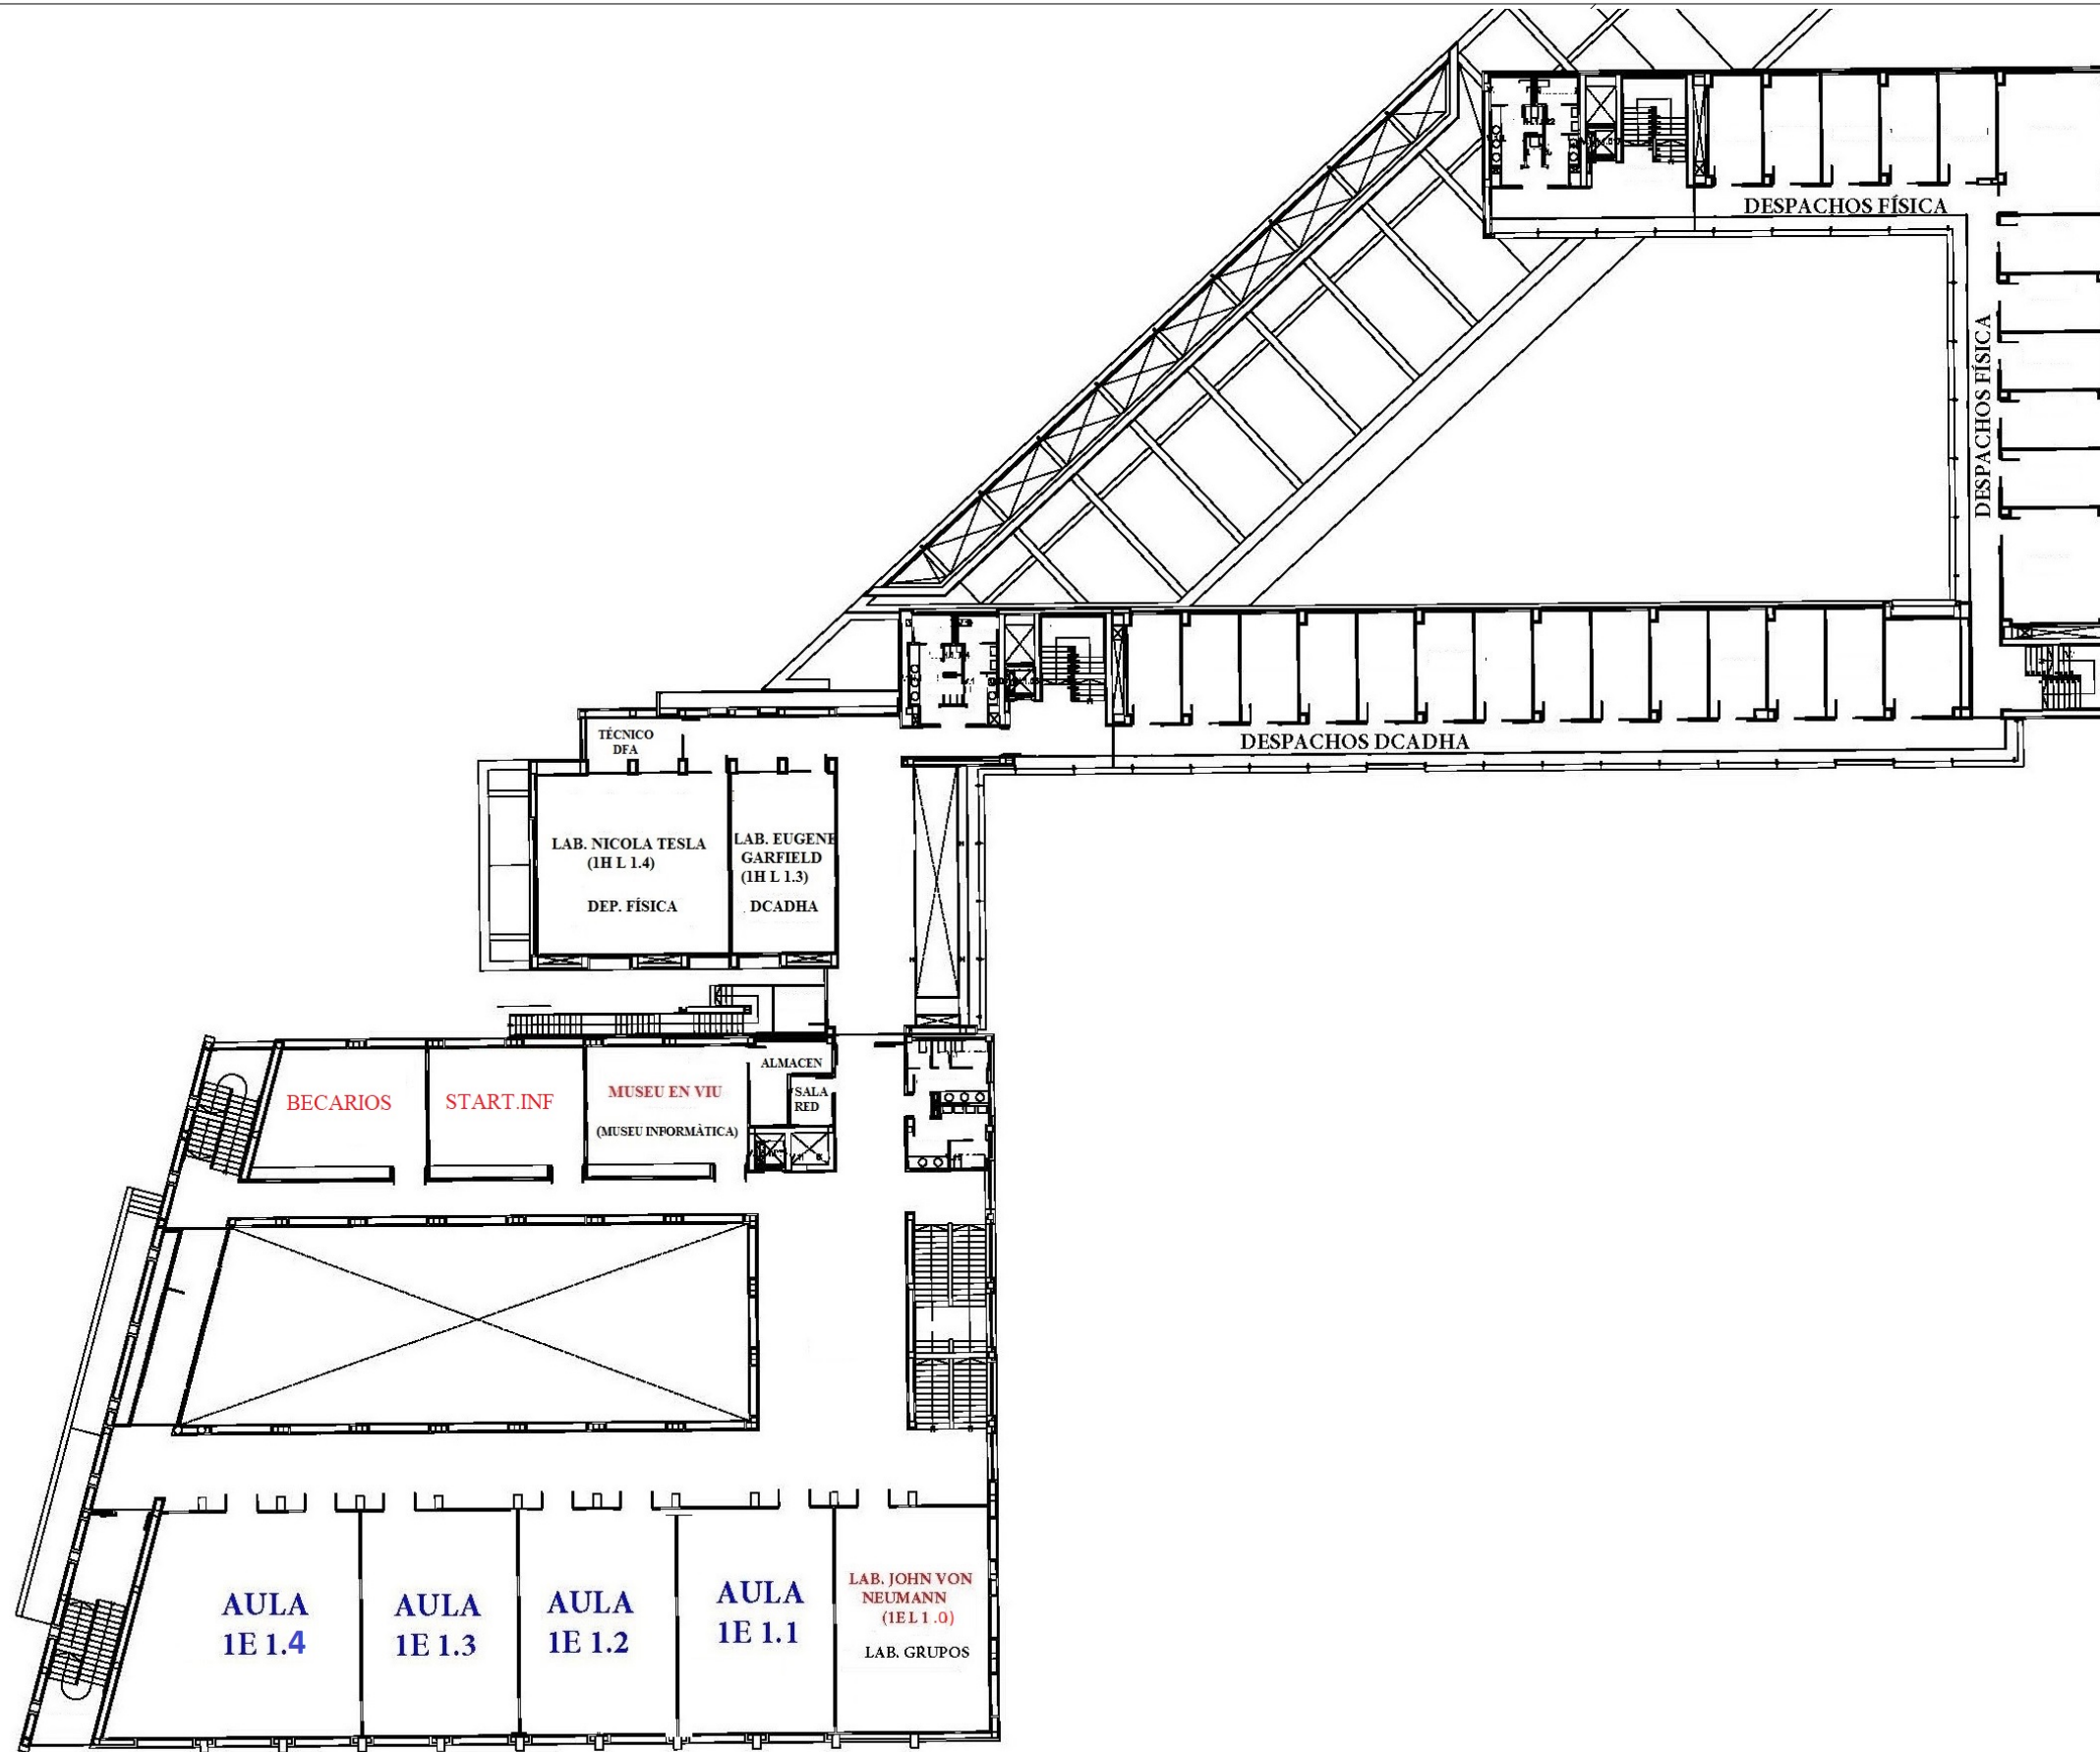 DESPACHOS FÍSICA
DESPACHOS FÍSICA
TÉCNICO
DFA
DESPACHOS DCADHA
LAB. NICOLA TESLA
(1H L 1.4)
DEP. FÍSICA
LAB. EUGENE
GARFIELD
(1H L 1.3)
DCADHA
BECARIOS
START.INF
MUSEU EN VIU
(MUSEU INFORMÀTICA)
ALMACEN
SALA
RED
AULA
1E 1.4
AULA
1E 1.3
AULA
1E 1.2
AULA
1E 1.1
LAB. JOHN VON
NEUMANN
(1E L 1 .0)
LAB. GRUPOS